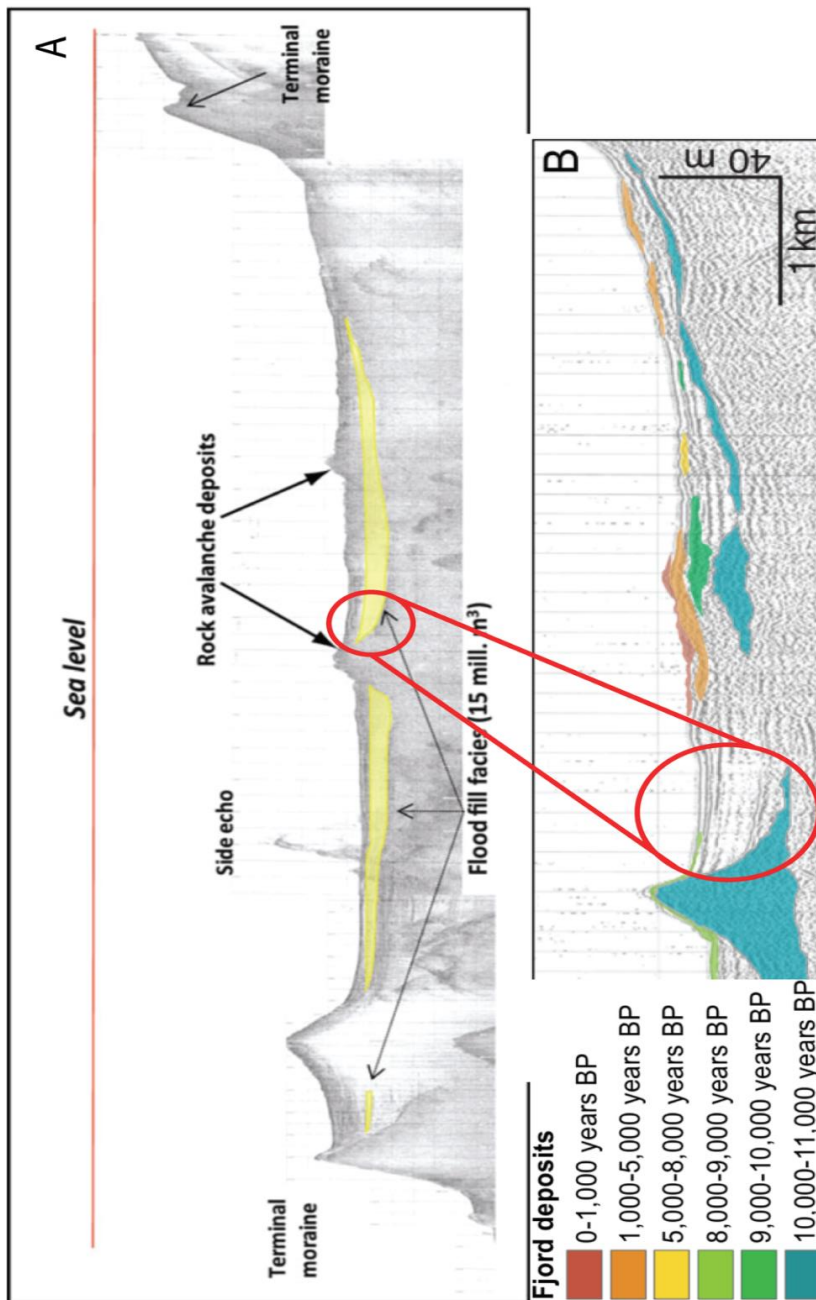 A
Sea level
Terminal
moraine
Rock avalanche deposits
Side echo
Flood fill facies (15 mill. m³)
Terminal
moraine
B
40 m
1 km
Fjord deposits
0-1,000 years BP
1,000-5,000 years BP
5,000-8,000 years BP
8,000-9,000 years BP
9,000-10,000 years BP
10,000-11,000 years BP